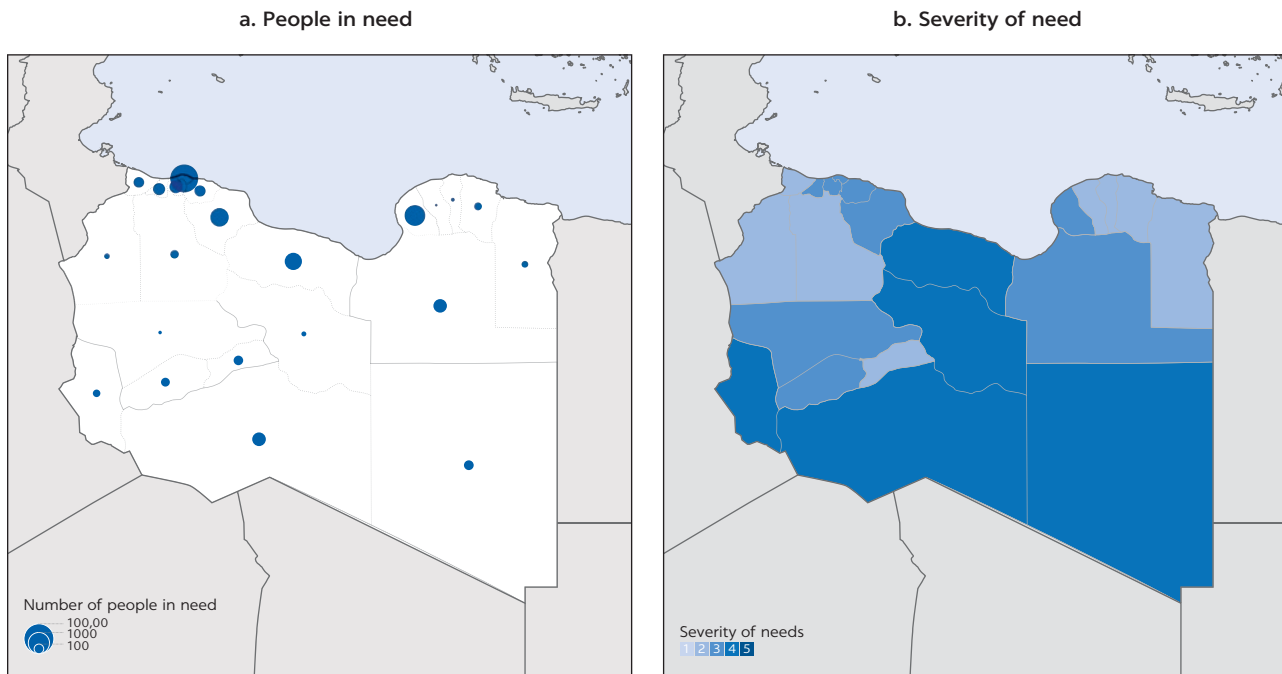 a. People in need
b. Severity of need
Number of people in need
100,00
1000
100
Severity of needs
1 2 3 4 5